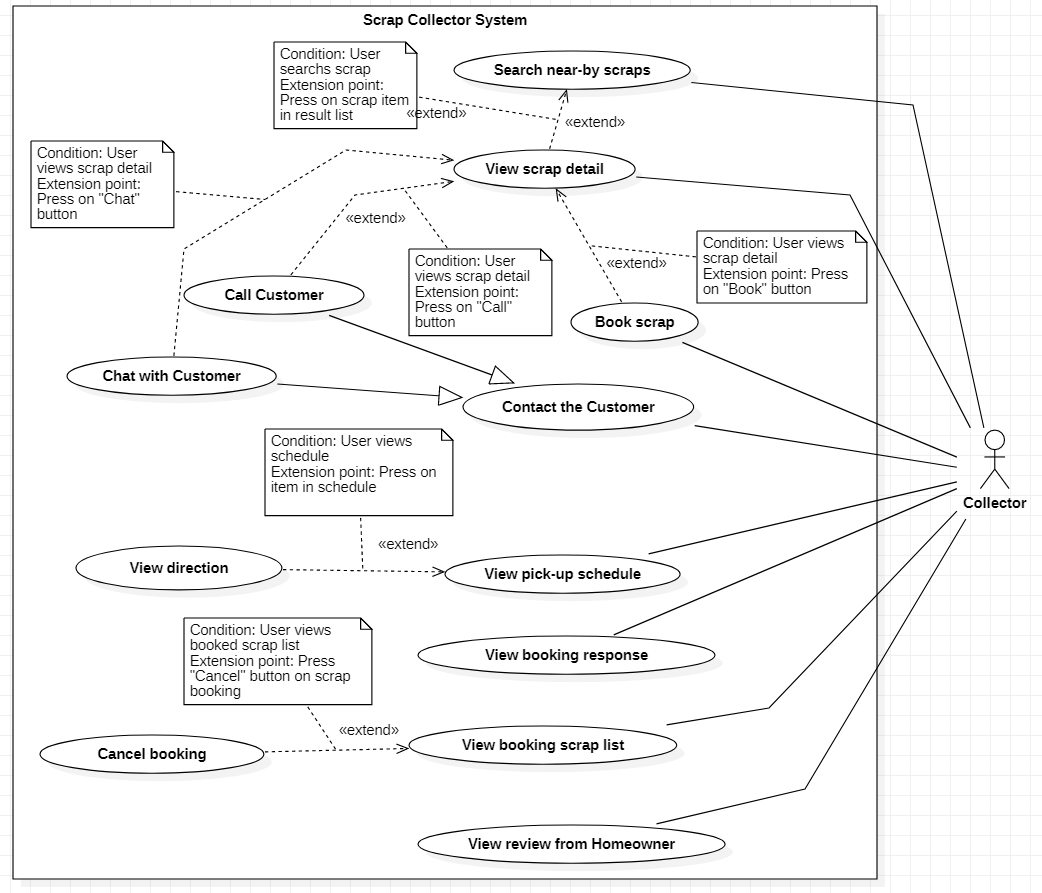 Scrap Collector System
Condition: User
searchs scrap
Extension point:
Press on scrap item
in result list
Search near-by scraps
«extend»
«extend»
Condition: User
views scrap detail
Extension point:
Press on "Chat"
button
View scrap detail
«extend»
Condition: User
views scrap detail
Extension point:
Press on "Call"
button
«extend»
Condition: User views
scrap detail
Extension point: Press
on "Book" button
Call Customer
Book scrap
Chat with Customer
Contact the Customer
Condition: User views
schedule
Extension point: Press on
item in schedule
Collector
«extend»
View direction
View pick-up schedule
Condition: User views
booked scrap list
Extension point: Press
"Cancel" button on scrap
booking
View booking response
«extend»
Cancel booking
View booking scrap list
View review from Homeowner